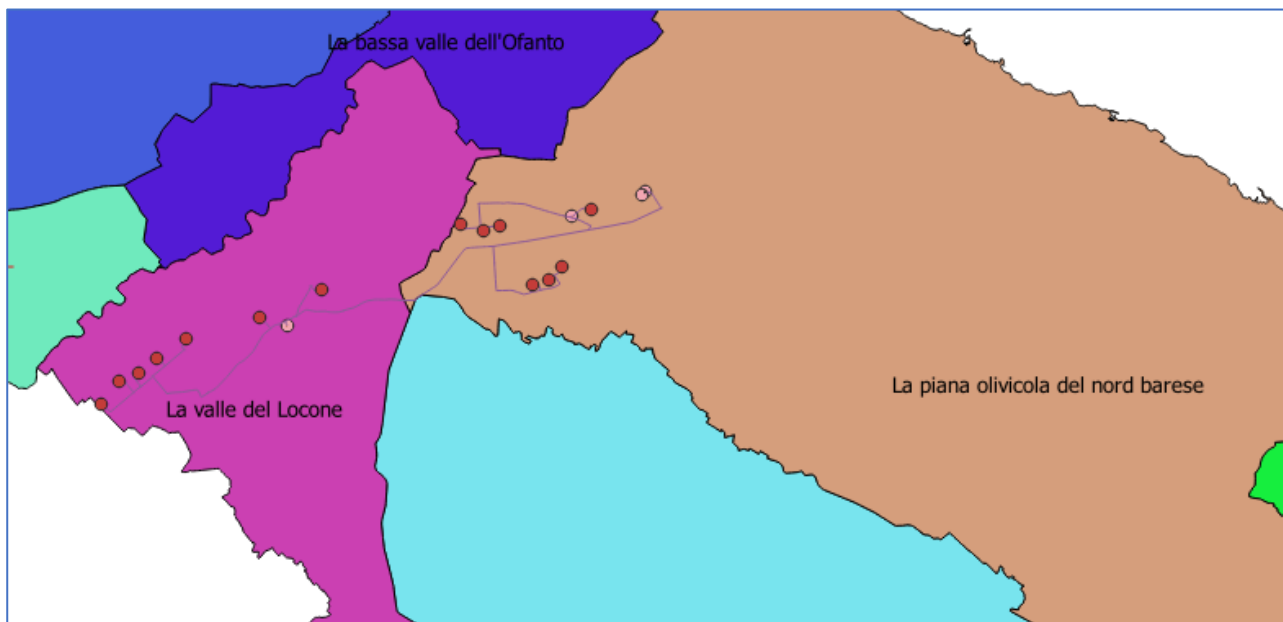 La bassa valle dell'Ofanto
La piana olivicola del nord barese
La valle del Locone